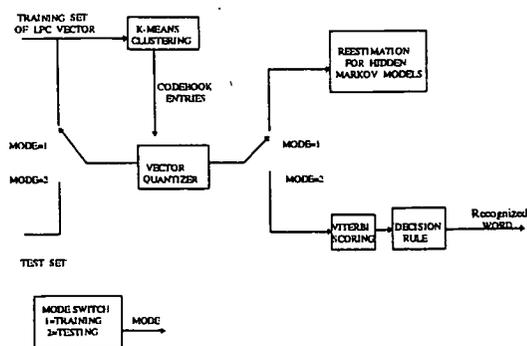 TRAINING SET
OF LPC VECTOR
K-MEANS
CLUSTERING
REESTIMATION
FOR HIDDEN
MARKOV MODELS
CODEBOOK
ENTRIES
MODE=1
MODE=1
VECTOR
QUANTIZER
MODE=2
MODE=2
VITERBI
SCORING
DECISION
RULE
Recognized
WORD
TEST SET
MODE SWITCH
1=TRAINING
2=TESTING
MODE